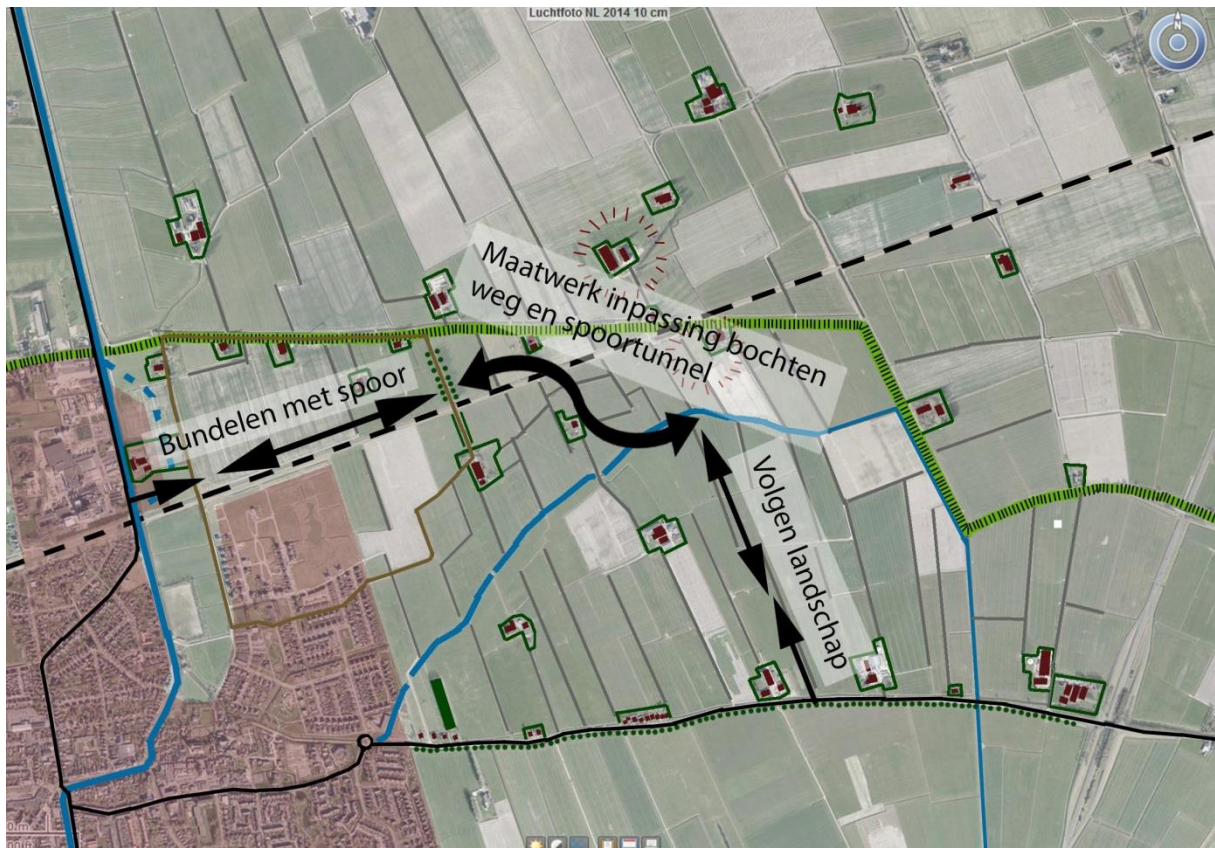 Luchtfoto NL 2014 10 cm
N
Maatwerk inpassing bochten
weg en spoortunnel
Bundelen met spoor
Volgen landschap